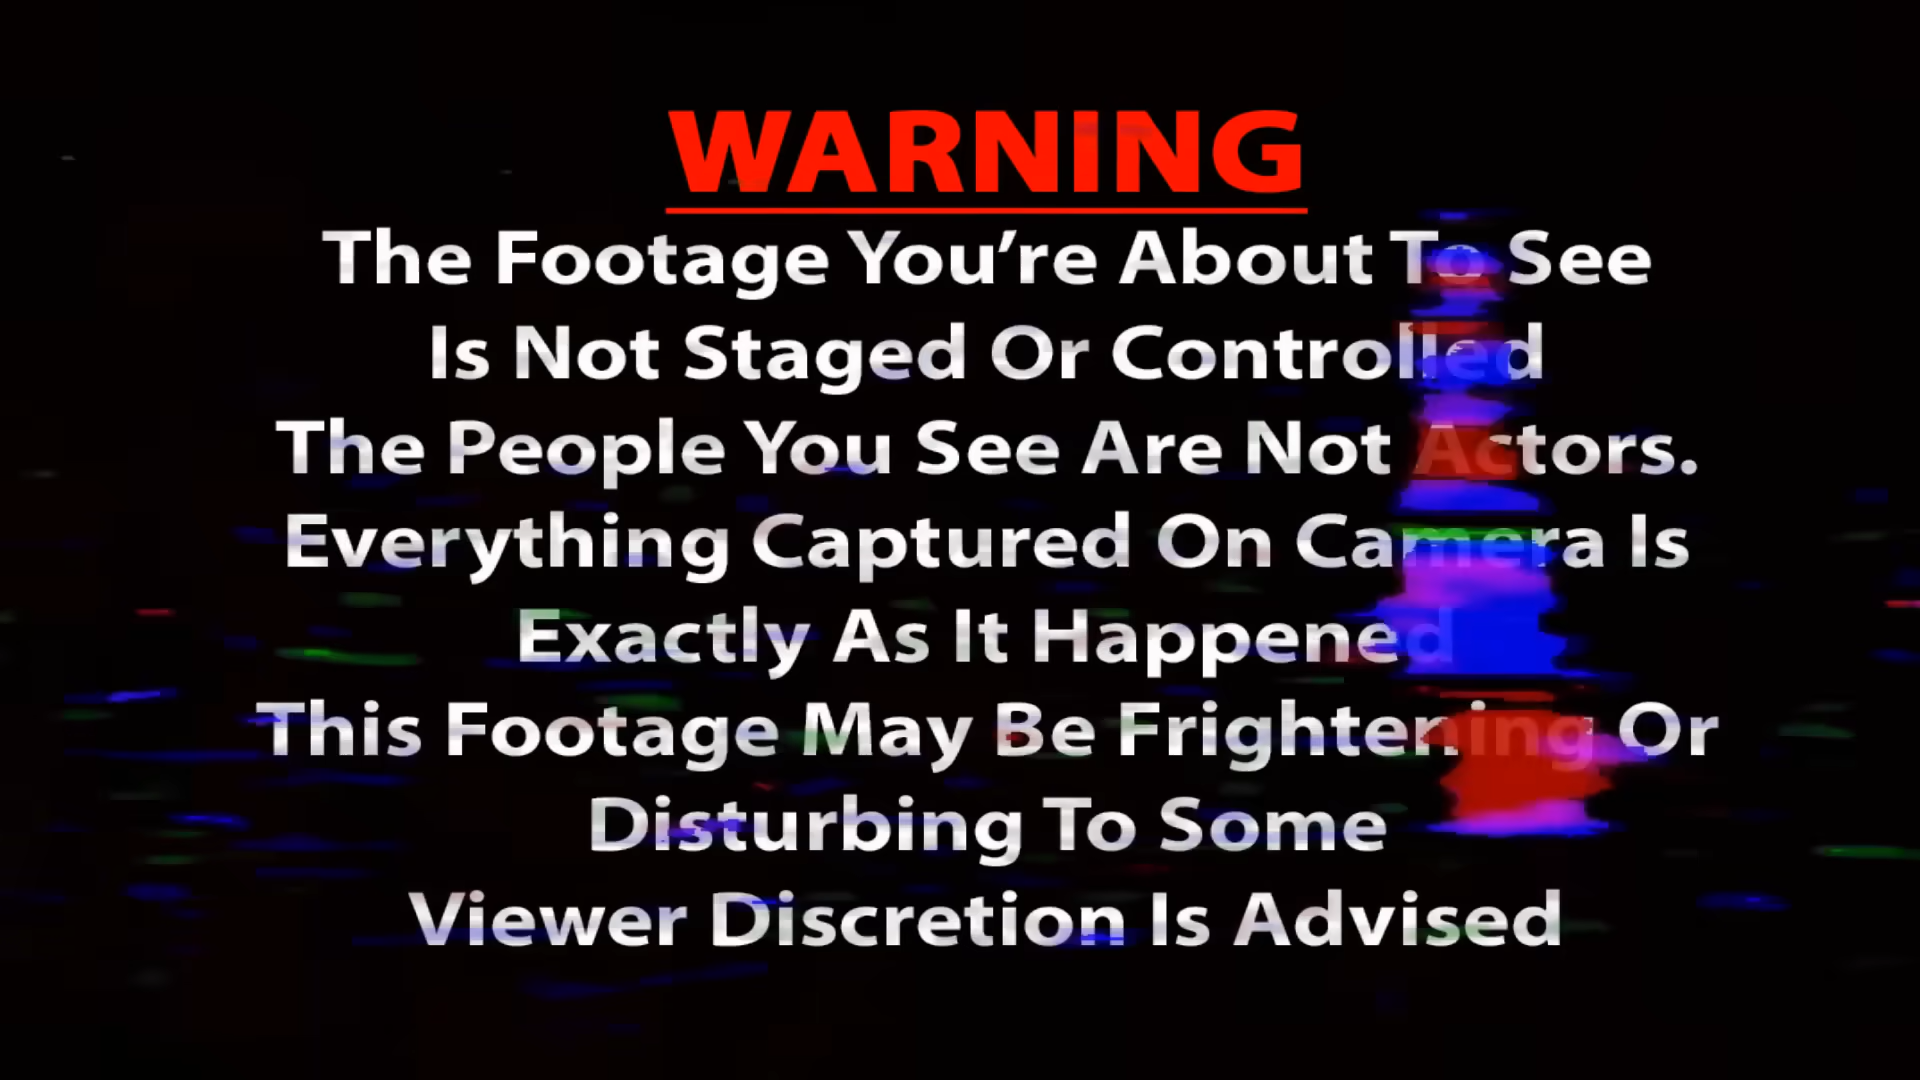 WARNING
The Footage You’re About To See
Is Not Staged Or Controlled
The People You See Are Not Actors.
Everything Captured On Camera Is
Exactly As It Happened
This Footage May Be Frightening Or
Disturbing To Some
Viewer Discretion Is Advised